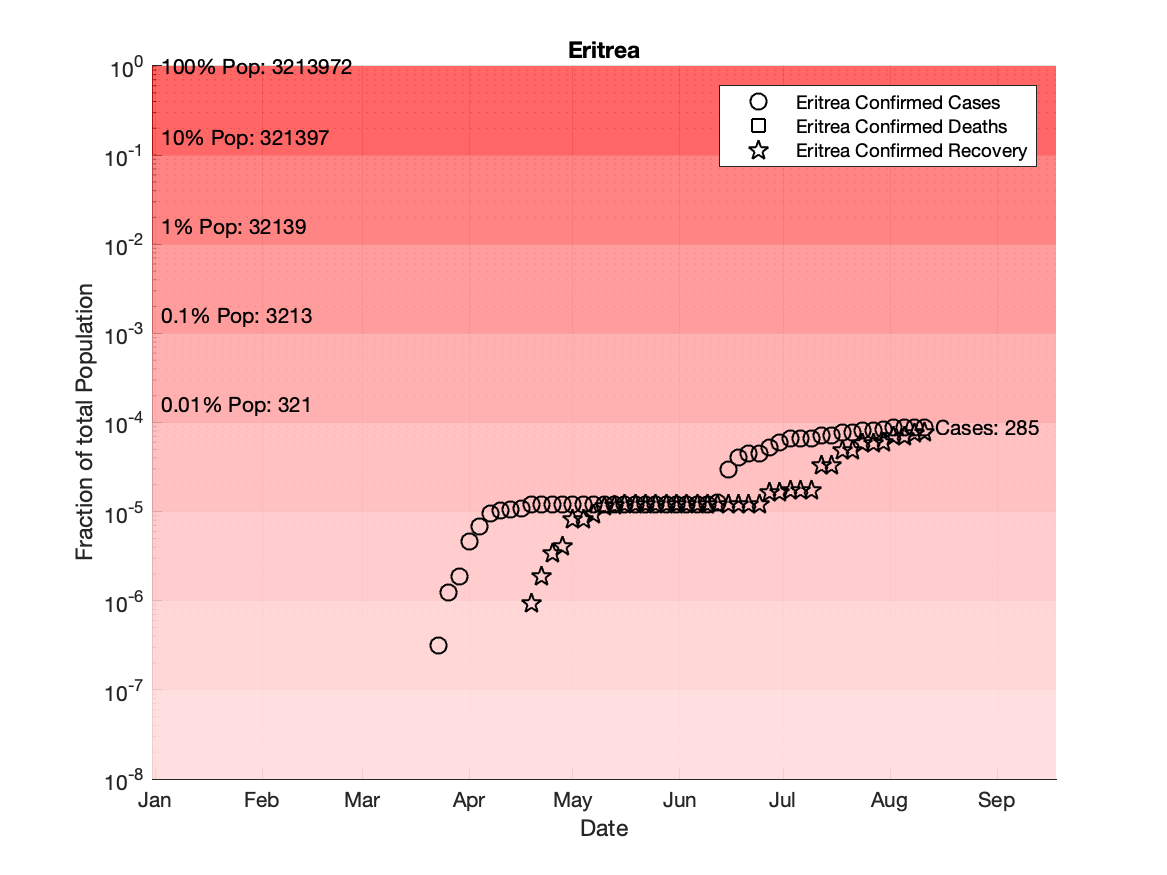 Eritrea
10^0
10^-1
10^-2
10^-3
10^-4
10^-5
10^-6
10^-7
10^-8
Fraction of total Population
100% Pop: 3213972
10% Pop: 321397
1% Pop: 32139
0.1% Pop: 3213
0.01% Pop: 321
Eritrea Confirmed Cases
Eritrea Confirmed Deaths
Eritrea Confirmed Recovery
Cases: 285
Jan Feb Mar Apr May Jun Jul Aug Sep
Date